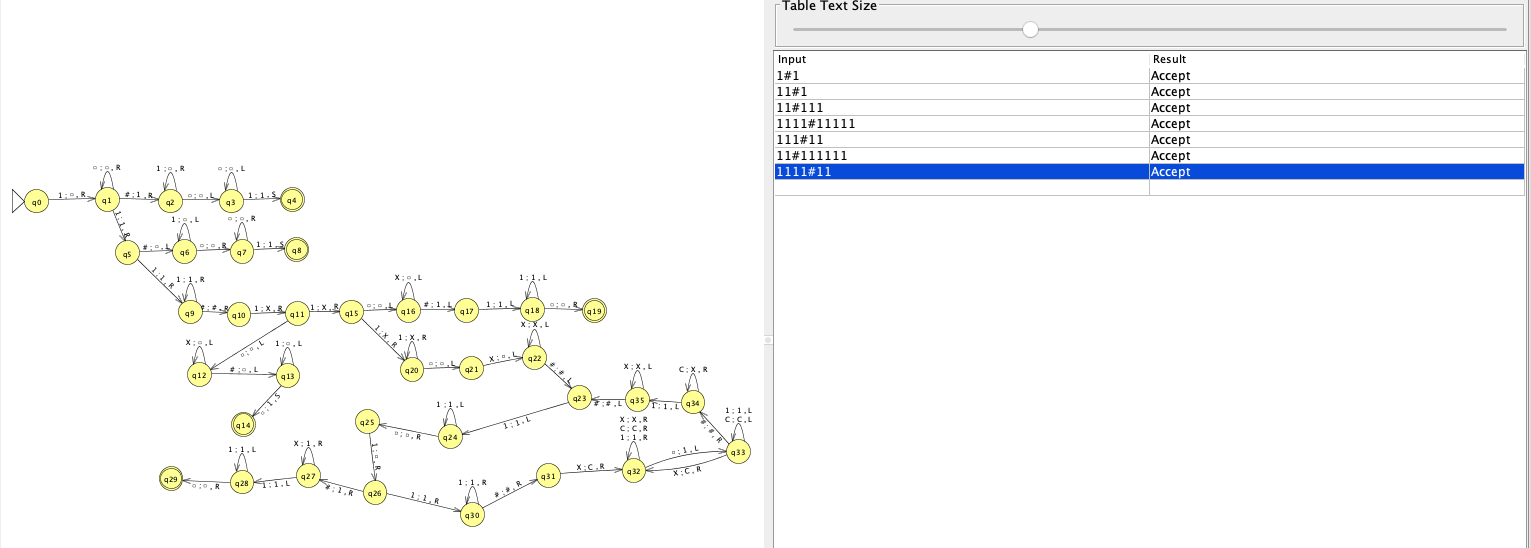 Table Text Size
Input Result
1#1 Accept
11#1 Accept
11#111 Accept
1111#11111 Accept
111#11 Accept
11#111111 Accept
1111#11 Accept
□;□,R 1;□,R □;□,L
q0 1;□,R q1 #;1,R q2 □;□,L q3 1;1,S q4
1;1,R 1;□,L □;□,R
q5 #;□,L q6 □;□,R q7 1;1,S q8
1;1,R 1;1,R X;□,L 1;1,L
q9 #;#,R q10 1;X,R q11 1;X,R q15 □;□,L q16 #;1,L q17 1;1,L q18 □;□,R q19
□;□,L 1;X,R 1;X,R X;X,L
X;□,L 1;□,L
q12 #;□,L q13 q20 □;□,L q21 X;□,L q22
□;1,S #;#,L
q14 1;1,L X;X,L C;X,R
q23 #;#,L q35 1;1,L q34
q25 □;□,R q24 1;1,L #;#,R
1;□,R X;X,R 1;1,L
C;C,R C;C,L
1;1,R □;1,L q33
1;1,L X;1,R X;C,R
q29 □;□,R q28 1;1,L q27 #;1,R q26 q31 X;C,R q32
1;1,R 1;1,R #;#,R
q30